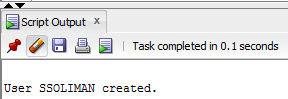 Script Output x
Task completed in 0.1 seconds
User SSOLIMAN created.